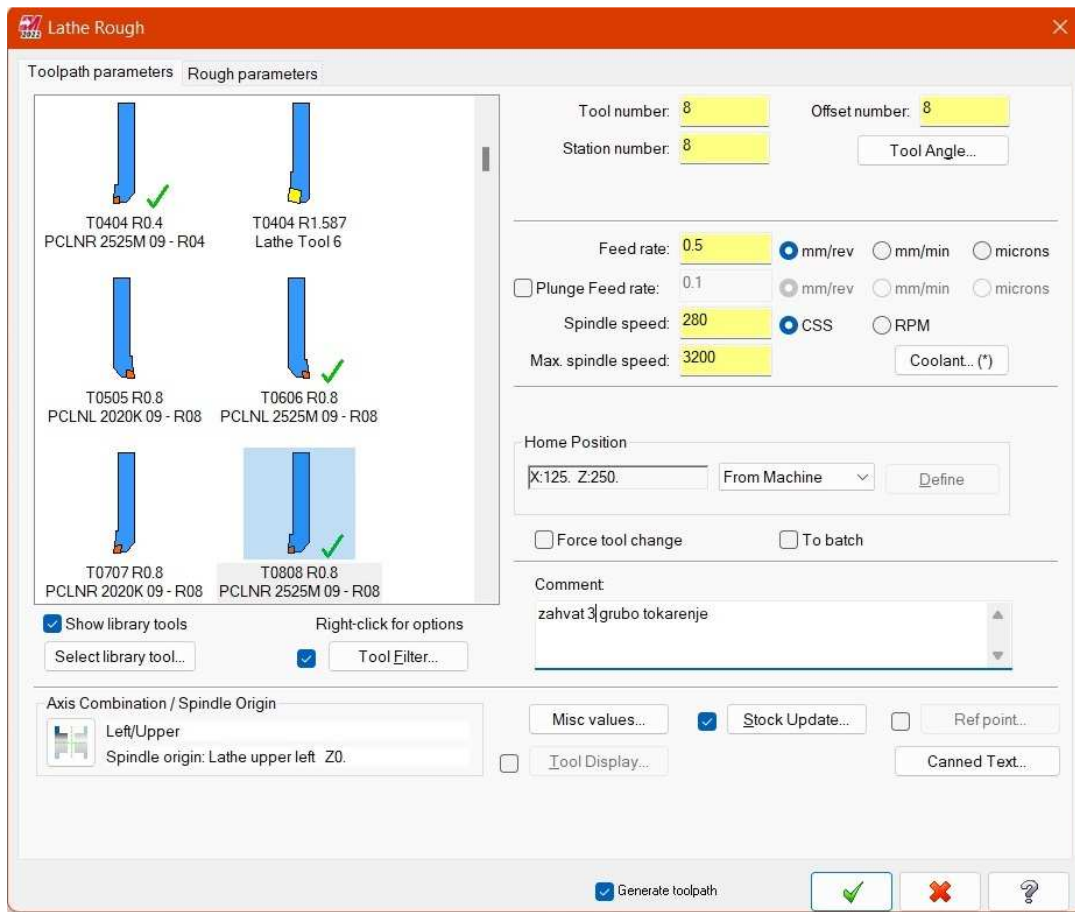 Lathe Rough
Toolpath parameters Rough parameters
T0404 R0.4 T0404 R1.587
PCLNR 2525M 09 - R04 Lathe Tool 6
T0505 R0.8 T0606 R0.8
PCLNL 2020K 09 - R08 PCLNL 2525M 09 - R08
T0707 R0.8 T0808 R0.8
PCLNR 2020K 09 - R08 PCLNR 2525M 09 - R08
Show library tools Right-click for options
Select library tool... Tool Filter...
Axis Combination / Spindle Origin
Left/Upper
Spindle origin: Lathe upper left Z0.
Tool number: 8 Offset number: 8
Station number: 8 Tool Angle...
Feed rate: 0.5 mm/rev mm/min microns
Plunge Feed rate: 0.1 mm/rev mm/min microns
Spindle speed: 280 CSS RPM
Max. spindle speed: 3200 Coolant... (*)
Home Position
X:125. Z:250. From Machine Define
Force tool change To batch
Comment:
zahvat 3 grubo tokarenje
Misc values... Stock Update... Ref point...
Tool Display... Canned Text...
Generate toolpath